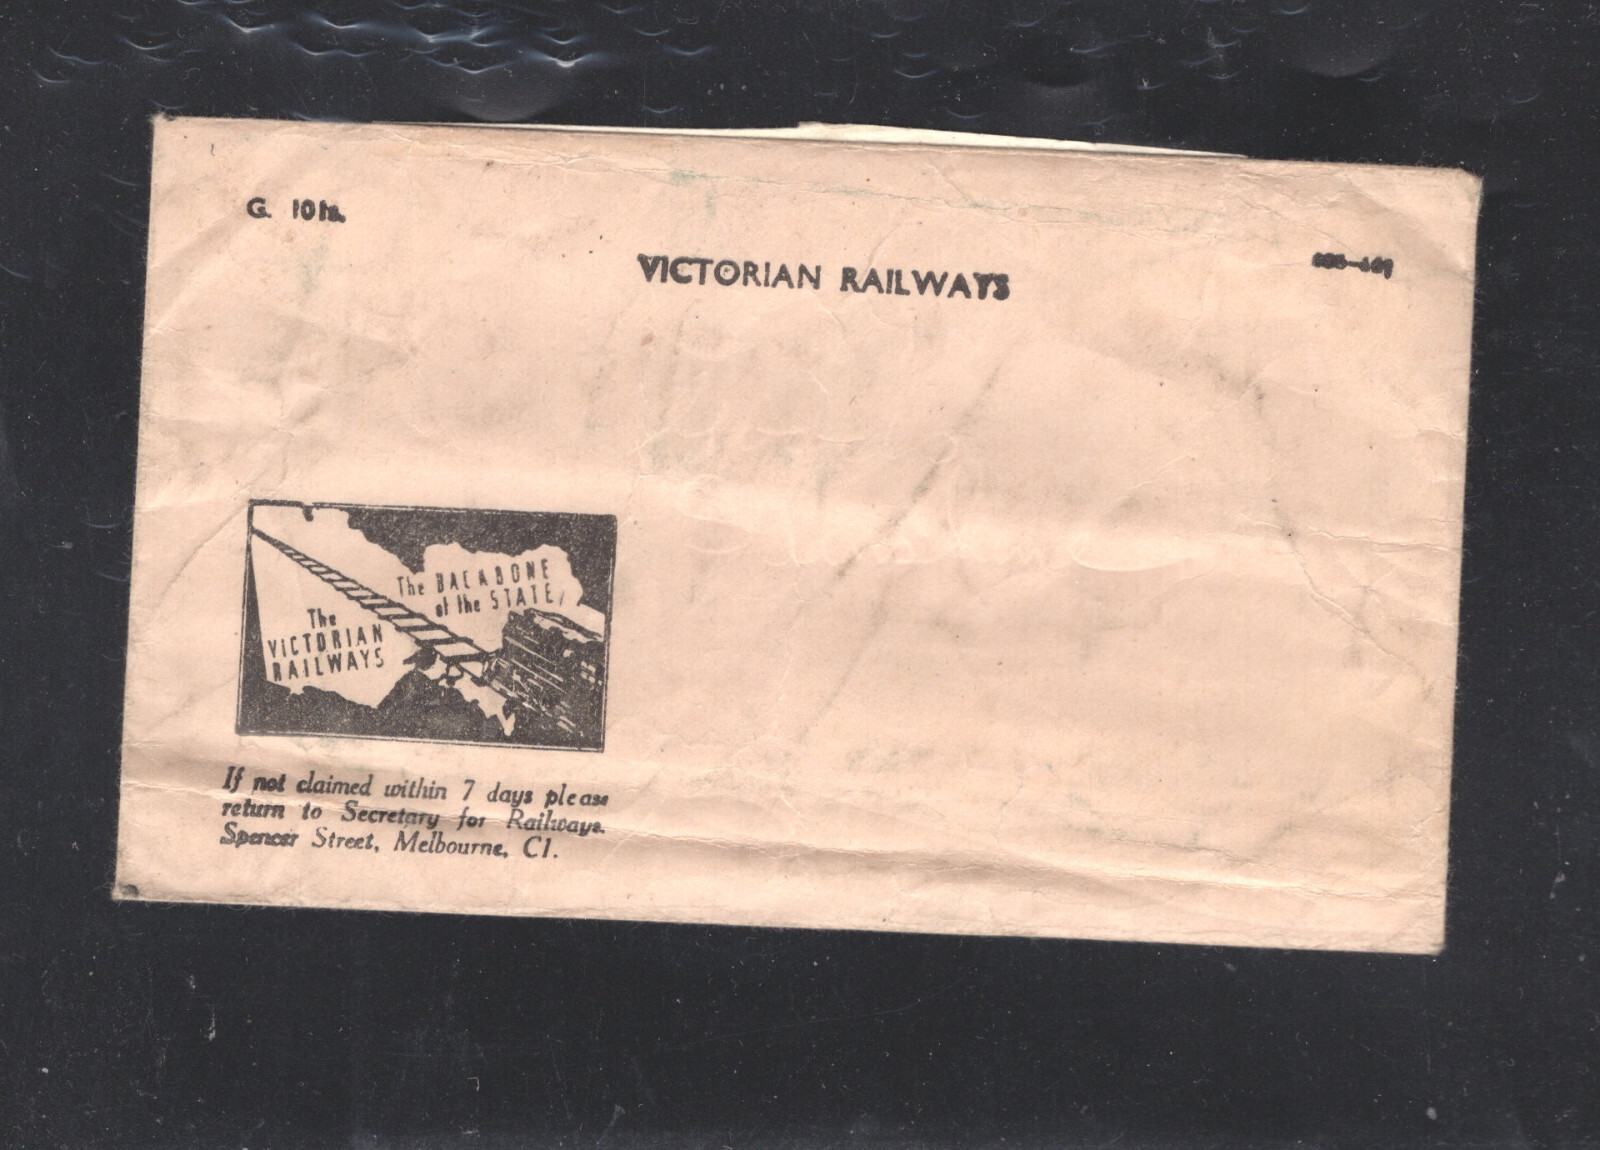 G. 10ts.
VICTORIAN RAILWAYS
The BACKBONE
of the STATE
The
VICTORIAN
RAILWAYS
If not claimed within 7 days please
return to Secretary for Railways.
Spencer Street, Melbourne, C1.